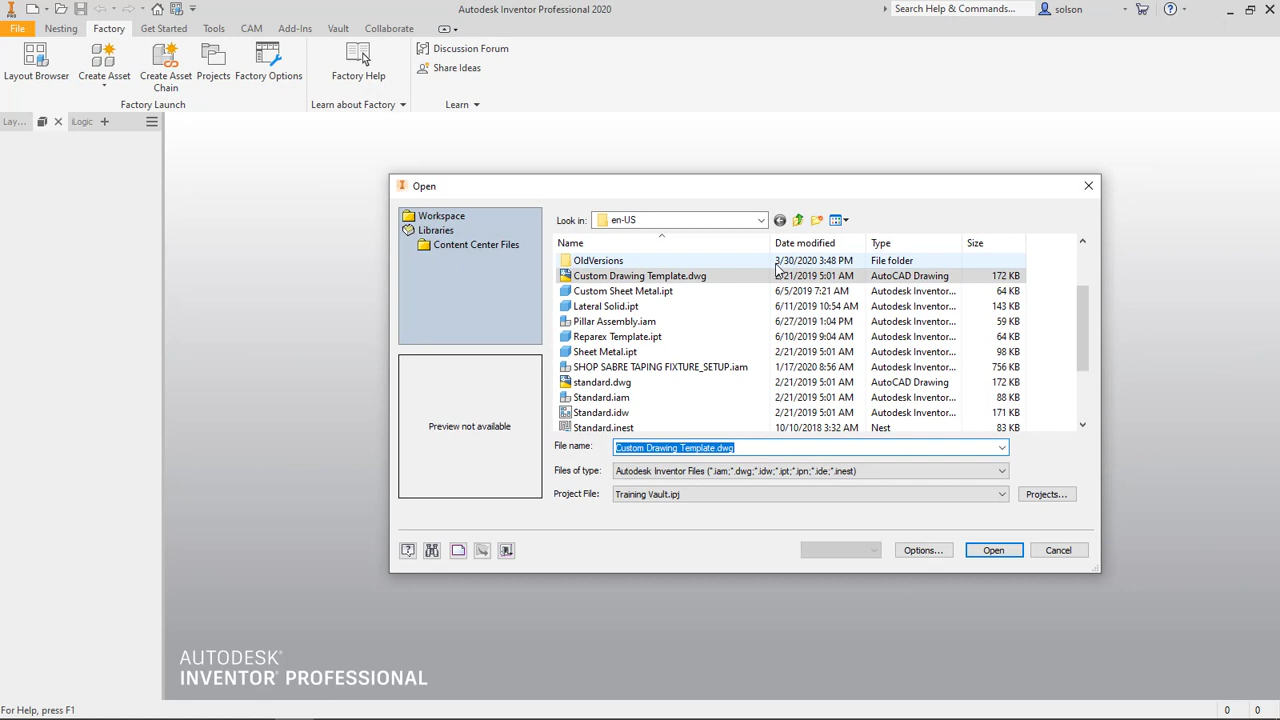 Autodesk Inventor Professional 2020
Search Help & Commands...
solson
PRO
File
Nesting
Factory
Get Started
Tools
CAM
Add-Ins
Vault
Collaborate
Layout Browser
Create Asset
Create Asset
Chain
Projects
Factory Options
Factory Help
Discussion Forum
Share Ideas
Factory Launch
Learn about Factory
Learn
Lay...
iLogic
Open
Workspace
Libraries
Content Center Files
Look in:
en-US
Name
Date modified
Type
Size
OldVersions 3/30/2020 3:48 PM File folder
Custom Drawing Template.dwg 2/21/2019 5:01 AM AutoCAD Drawing 172 KB
Custom Sheet Metal.ipt 6/5/2019 7:21 AM Autodesk Inventor... 64 KB
Lateral Solid.ipt 6/11/2019 10:54 AM Autodesk Inventor... 143 KB
Pillar Assembly.iam 6/27/2019 1:04 PM Autodesk Inventor... 59 KB
Reparex Template.ipt 6/10/2019 9:04 AM Autodesk Inventor... 64 KB
Sheet Metal.ipt 2/21/2019 5:01 AM Autodesk Inventor... 98 KB
SHOP SABRE TAPING FIXTURE_SETUP.iam 1/17/2020 8:56 AM Autodesk Inventor... 756 KB
standard.dwg 2/21/2019 5:01 AM AutoCAD Drawing 172 KB
Standard.iam 2/21/2019 5:01 AM Autodesk Inventor... 88 KB
Standard.idw 2/21/2019 5:01 AM Autodesk Inventor... 171 KB
Standard.inest 10/10/2018 3:32 AM Nest 83 KB
Preview not available
File name: Custom Drawing Template.dwg
Files of type: Autodesk Inventor Files (*.iam;*.dwg;*.idw;*.ipt;*.ipn;*.ide;*.inest)
Project File: Training Vault.ipj
Projects...
Options...
Open
Cancel
AUTODESK®
INVENTOR® PROFESSIONAL
For Help, press F1
0 0